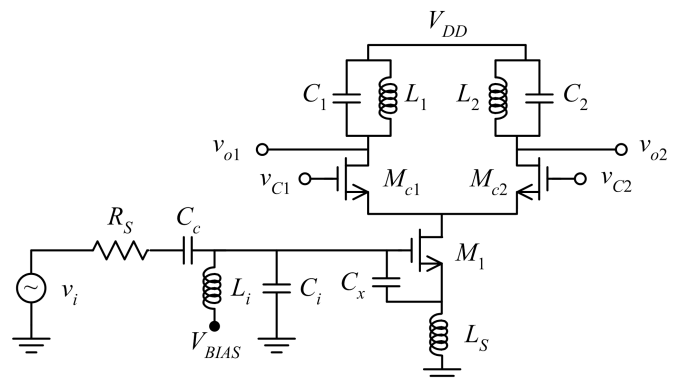 V_DD
C_1 L_1 L_2 C_2
v_o1 v_o2
v_C1 M_c1 M_c2 v_C2
R_S C_c
M_1
v_i L_i C_i C_x
V_BIAS L_S